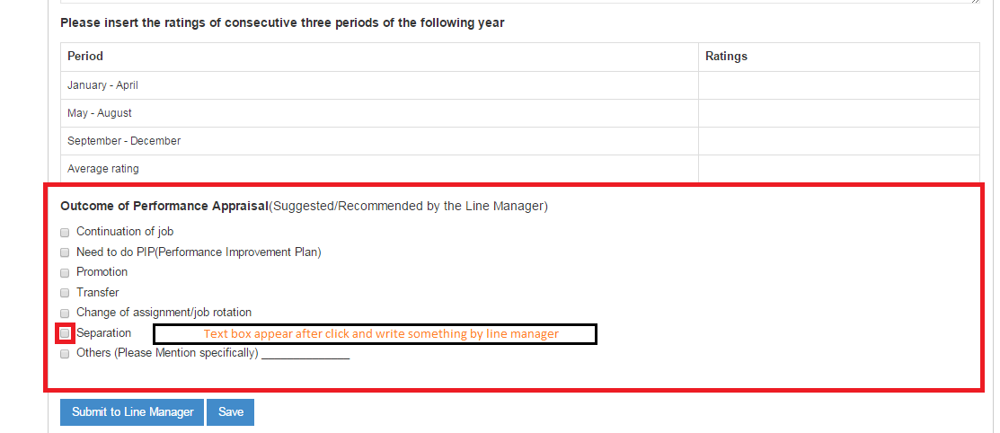 Please insert the ratings of consecutive three periods of the following year
Period Ratings
January - April
May - August
September - December
Average rating
Outcome of Performance Appraisal(Suggested/Recommended by the Line Manager)
Continuation of job
Need to do PIP(Performance Improvement Plan)
Promotion
Transfer
Change of assignment/job rotation
Separation Text box appear after click and write something by line manager
Others (Please Mention specifically) ______________
Submit to Line Manager Save